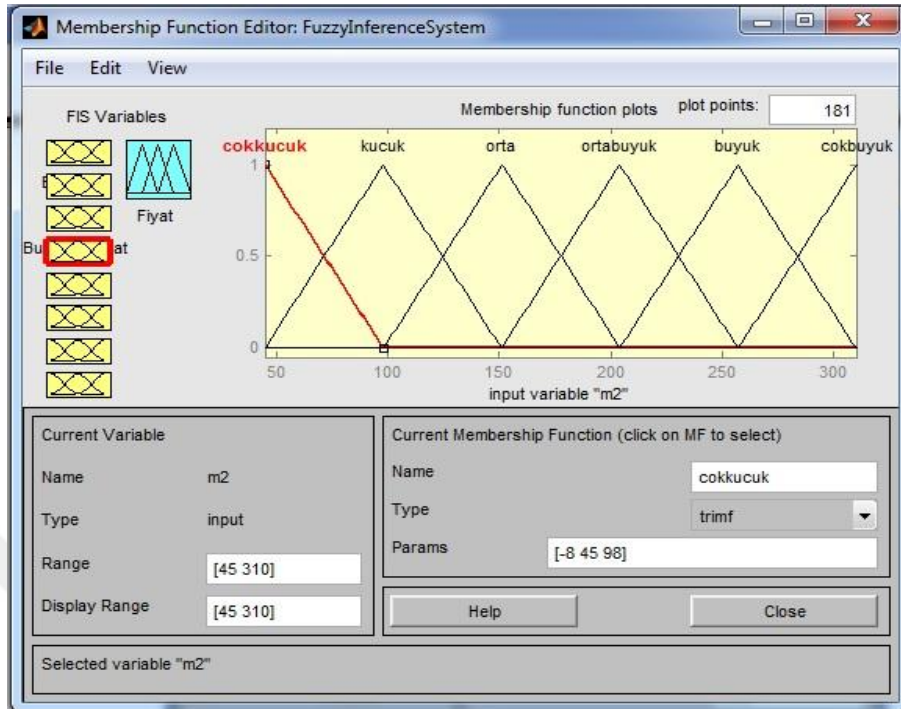 Membership Function Editor: FuzzyInferenceSystem
File Edit View
FIS Variables
Fiyat
Bu at
Membership function plots plot points: 181
cokkucuk kucuk orta ortabuyuk buyuk cokbuyuk
1
0.5
0
50 100 150 200 250 300
input variable "m2"
Current Variable
Name m2
Type input
Range [45 310]
Display Range [45 310]
Current Membership Function (click on MF to select)
Name cokkucuk
Type trimf
Params [-8 45 98]
Help Close
Selected variable "m2"